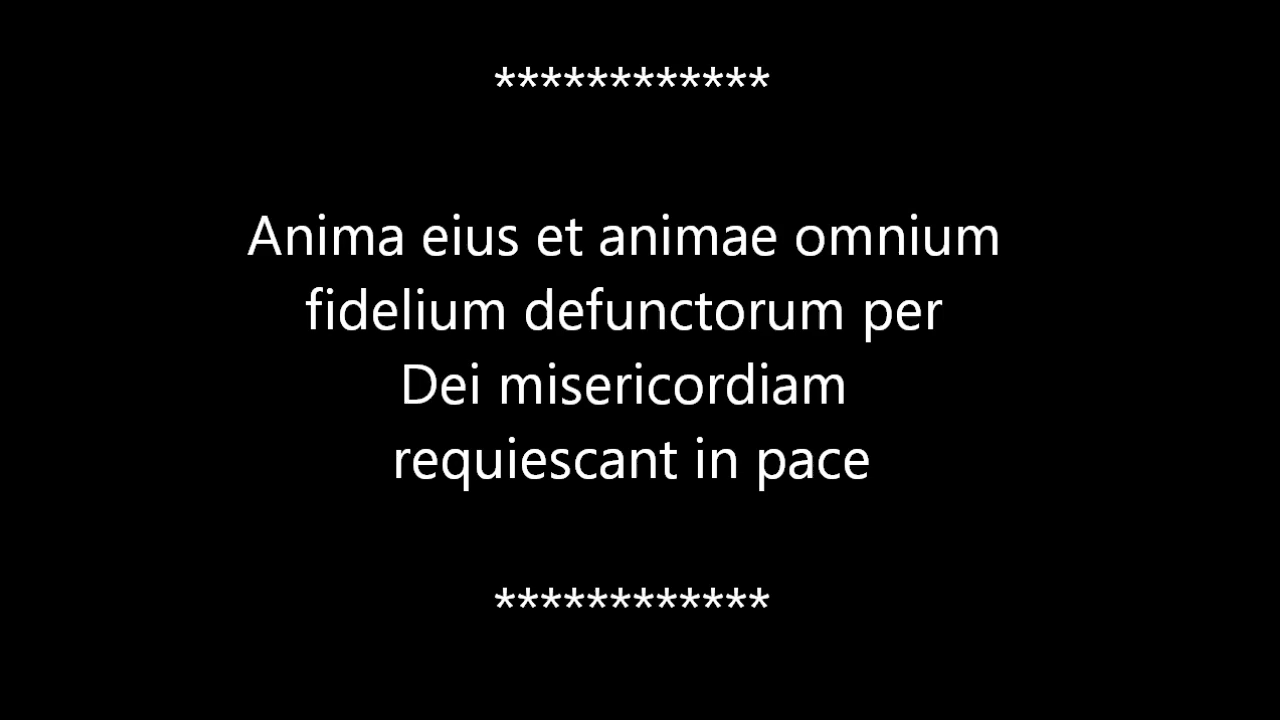 ************
Anima eius et animae omnium
fidelium defunctorum per
Dei misericordiam
requiescant in pace
************